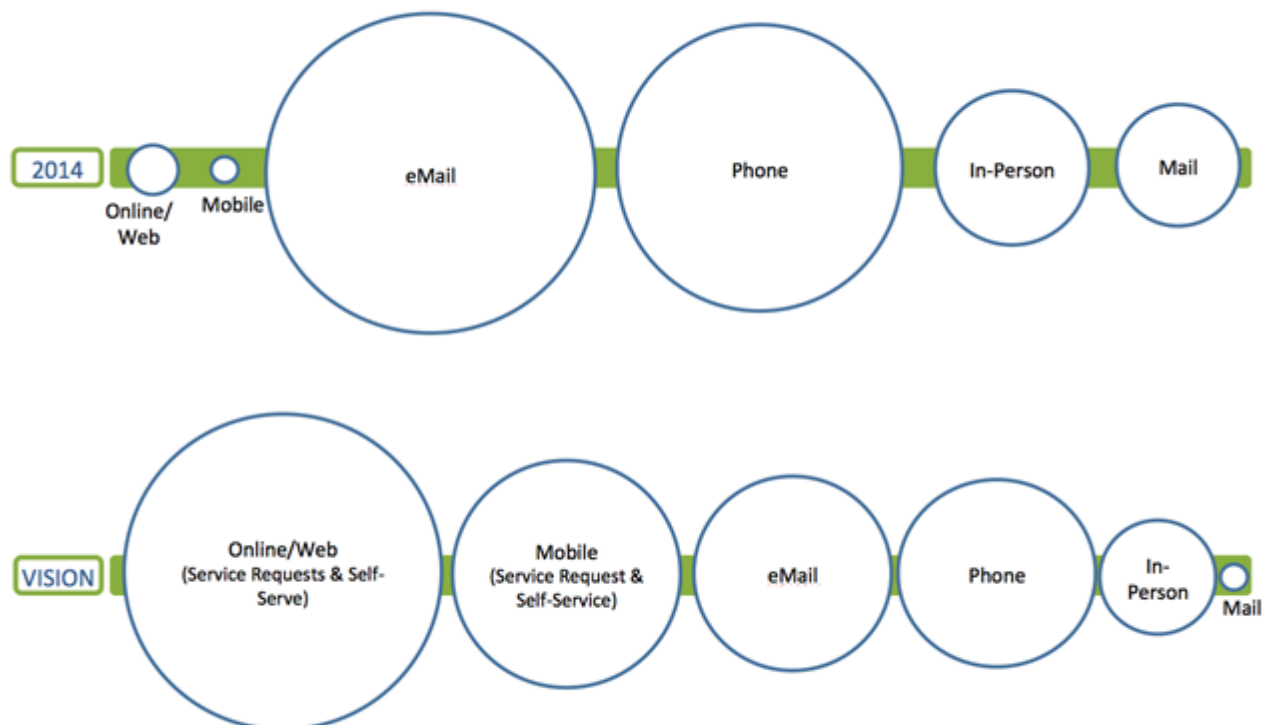 2014
Online/
Web
Mobile
eMail
Phone
In-Person
Mail
VISION
Online/Web
(Service Requests & Self-
Serve)
Mobile
(Service Request &
Self-Service)
eMail
Phone
In-
Person
Mail